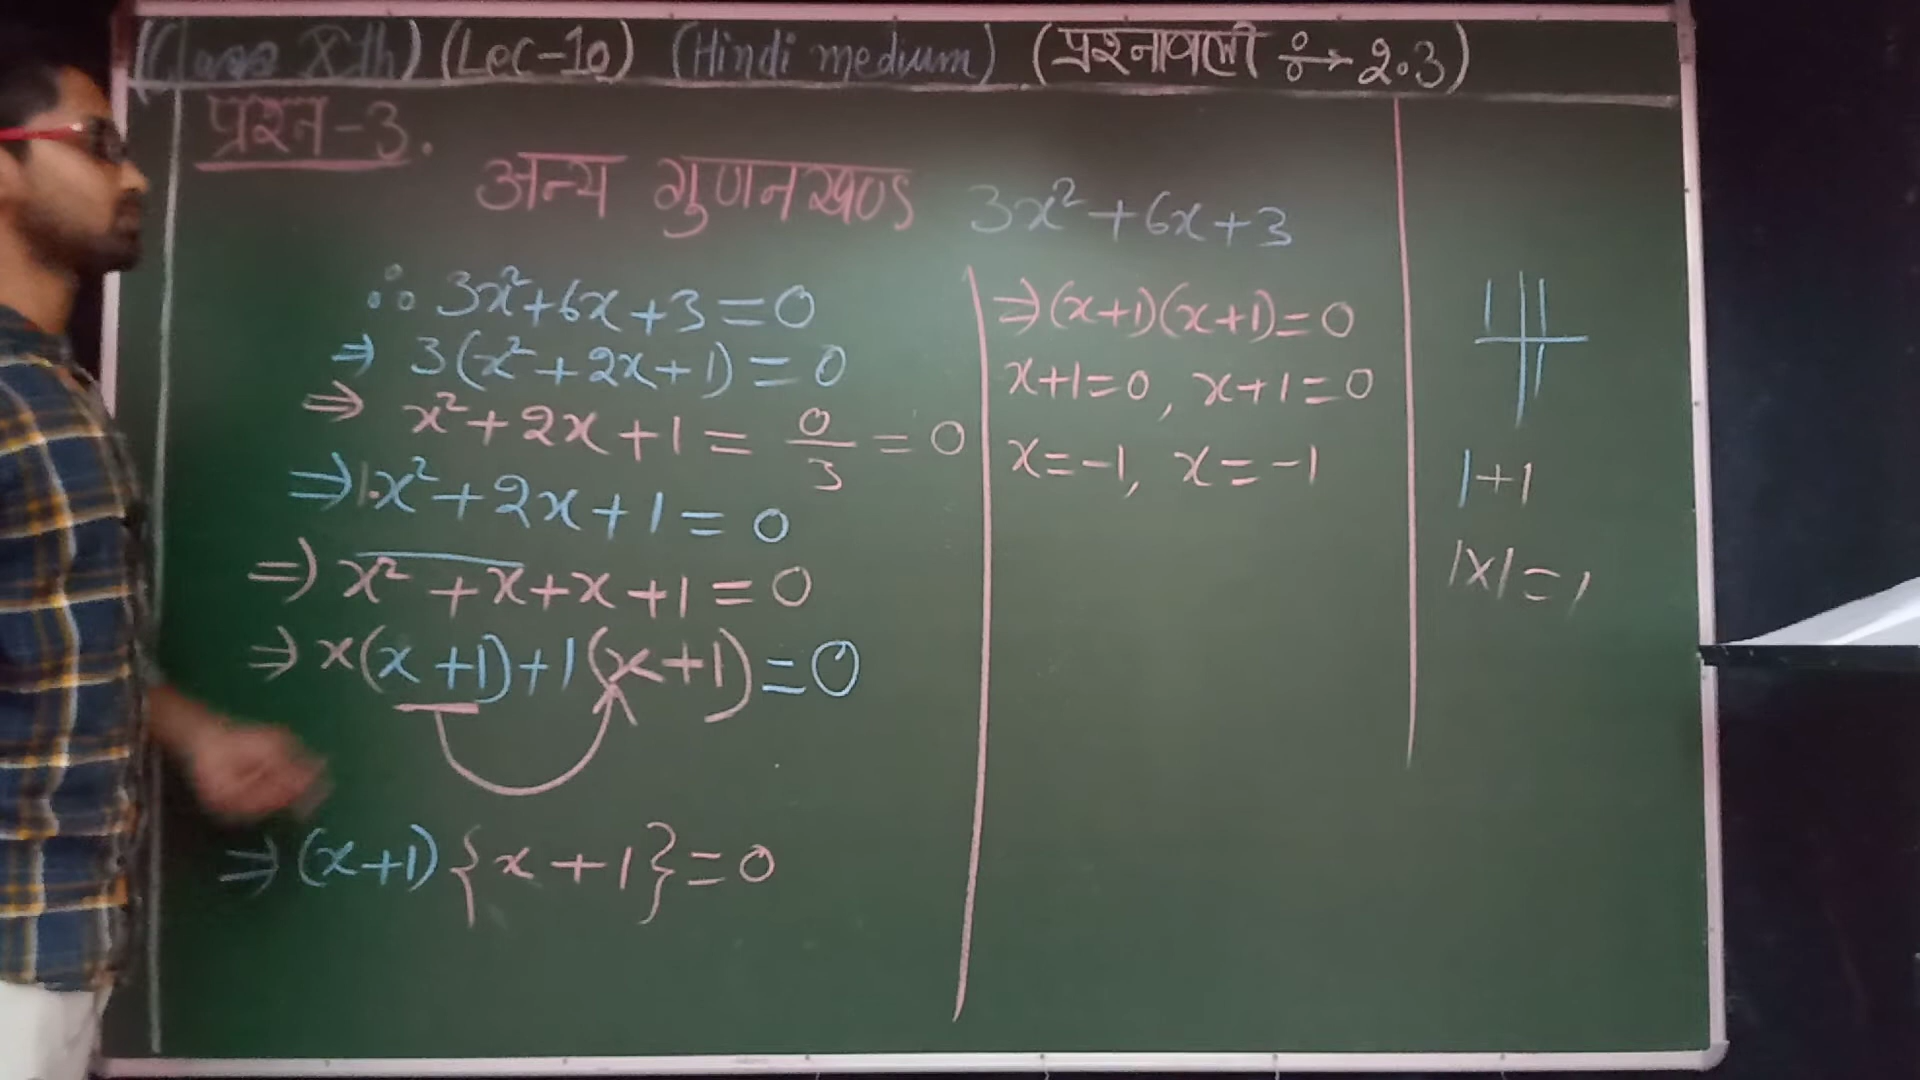 (Class Xth) (Lec-10) (Hindi medium) (प्रश्नावली ÷→ 2.3)
प्रश्न-3.
अन्य गुणनखण्ड 3x²+6x+3
∴ 3x²+6x+3=0
⇒ 3(x²+2x+1)=0
⇒ x²+2x+1 = 0/3 = 0
⇒ 1.x²+2x+1=0
⇒ x²+x+x+1=0
⇒ x(x+1)+1(x+1)=0
⇒ (x+1){x+1}=0
⇒(x+1)(x+1)=0
x+1=0, x+1=0
x=-1, x=-1
1+1
1×1=1